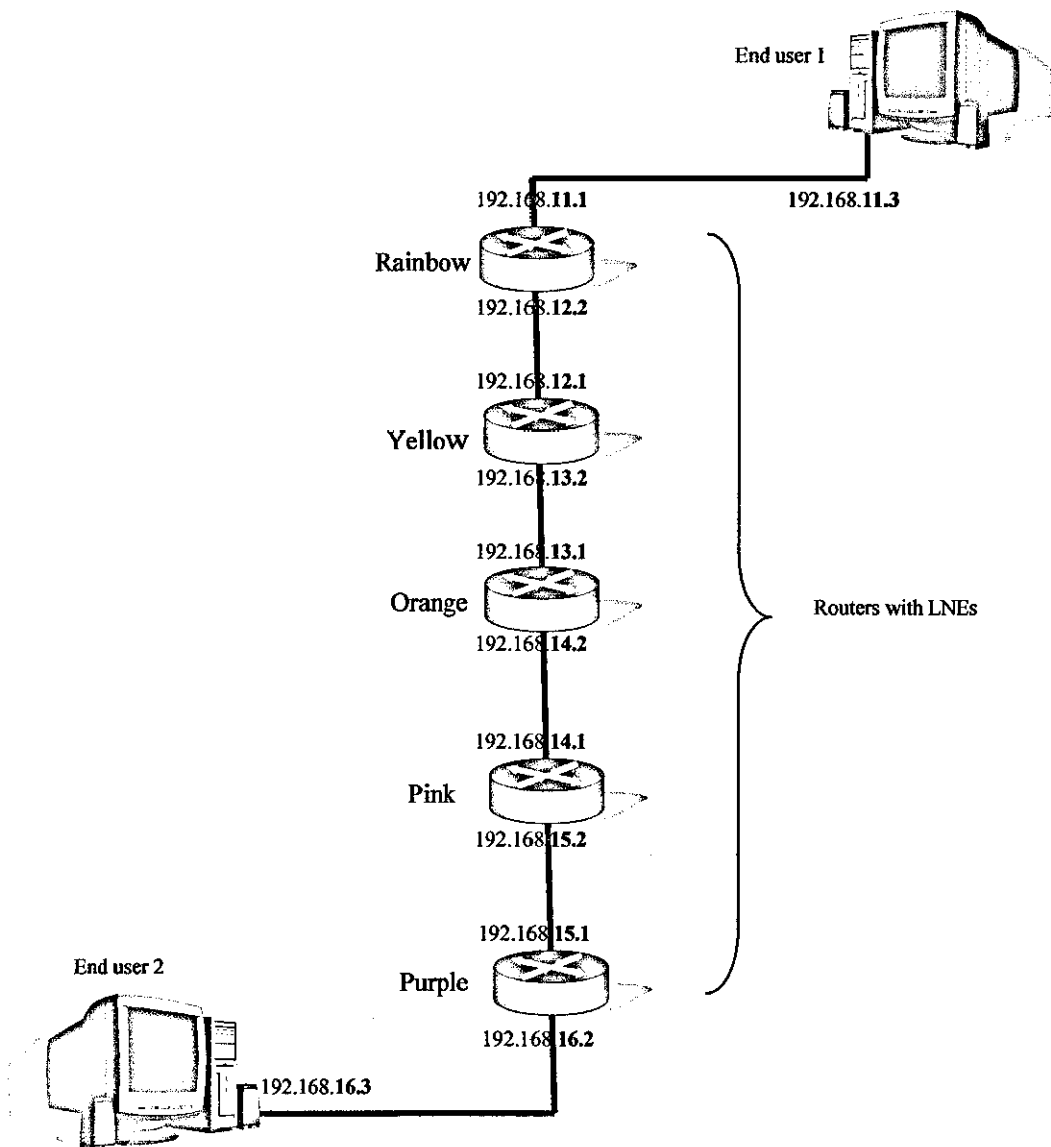 End user 1
192.168.11.1
192.168.11.3
Rainbow
192.168.12.2
192.168.12.1
Yellow
192.168.13.2
192.168.13.1
Orange
192.168.14.2
Routers with LNEs
192.168.14.1
Pink
192.168.15.2
192.168.15.1
End user 2
Purple
192.168.16.2
192.168.16.3